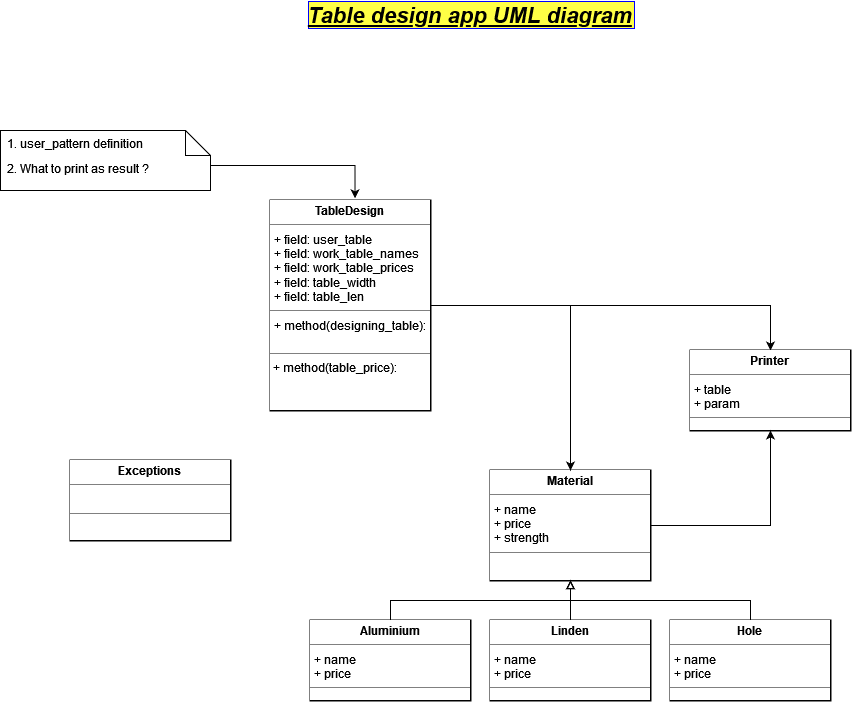 Table design app UML diagram
1. user_pattern definition
2. What to print as result ?
TableDesign
+ field: user_table
+ field: work_table_names
+ field: work_table_prices
+ field: table_width
+ field: table_len
+ method(designing_table):
+ method(table_price):
Printer
+ table
+ param
Exceptions
Material
+ name
+ price
+ strength
Aluminium
+ name
+ price
Linden
+ name
+ price
Hole
+ name
+ price